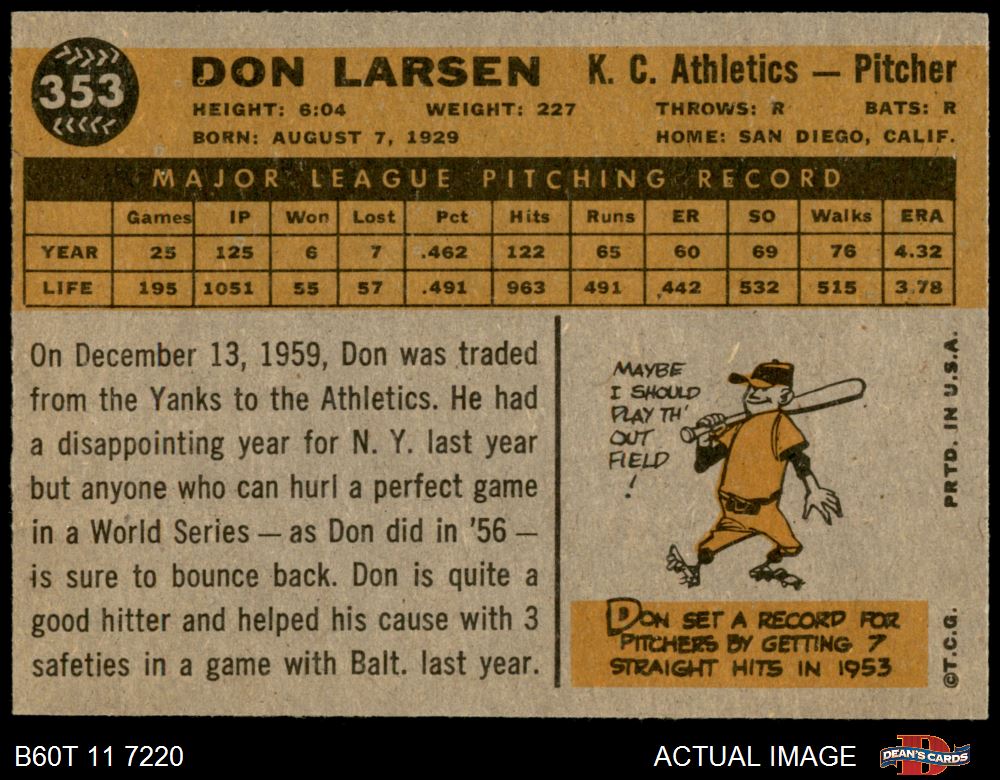 353
DON LARSEN K. C. Athletics — Pitcher
HEIGHT: 6:04 WEIGHT: 227 THROWS: R BATS: R
BORN: AUGUST 7, 1929 HOME: SAN DIEGO, CALIF.
MAJOR LEAGUE PITCHING RECORD
Games IP Won Lost Pct Hits Runs ER SO Walks ERA
YEAR 25 125 6 7 .462 122 65 60 69 76 4.32
LIFE 195 1051 55 57 .491 963 491 442 532 515 3.78
On December 13, 1959, Don was traded
from the Yanks to the Athletics. He had
a disappointing year for N. Y. last year
but anyone who can hurl a perfect game
in a World Series — as Don did in '56 —
is sure to bounce back. Don is quite a
good hitter and helped his cause with 3
safeties in a game with Balt. last year.
MAYBE
I SHOULD
PLAY TH'
OUT
FIELD
!
DON SET A RECORD FOR
PITCHERS BY GETTING 7
STRAIGHT HITS IN 1953
©T.C.G. PRTD. IN U.S.A.
B60T 11 7220 ACTUAL IMAGE DEAN'S CARDS